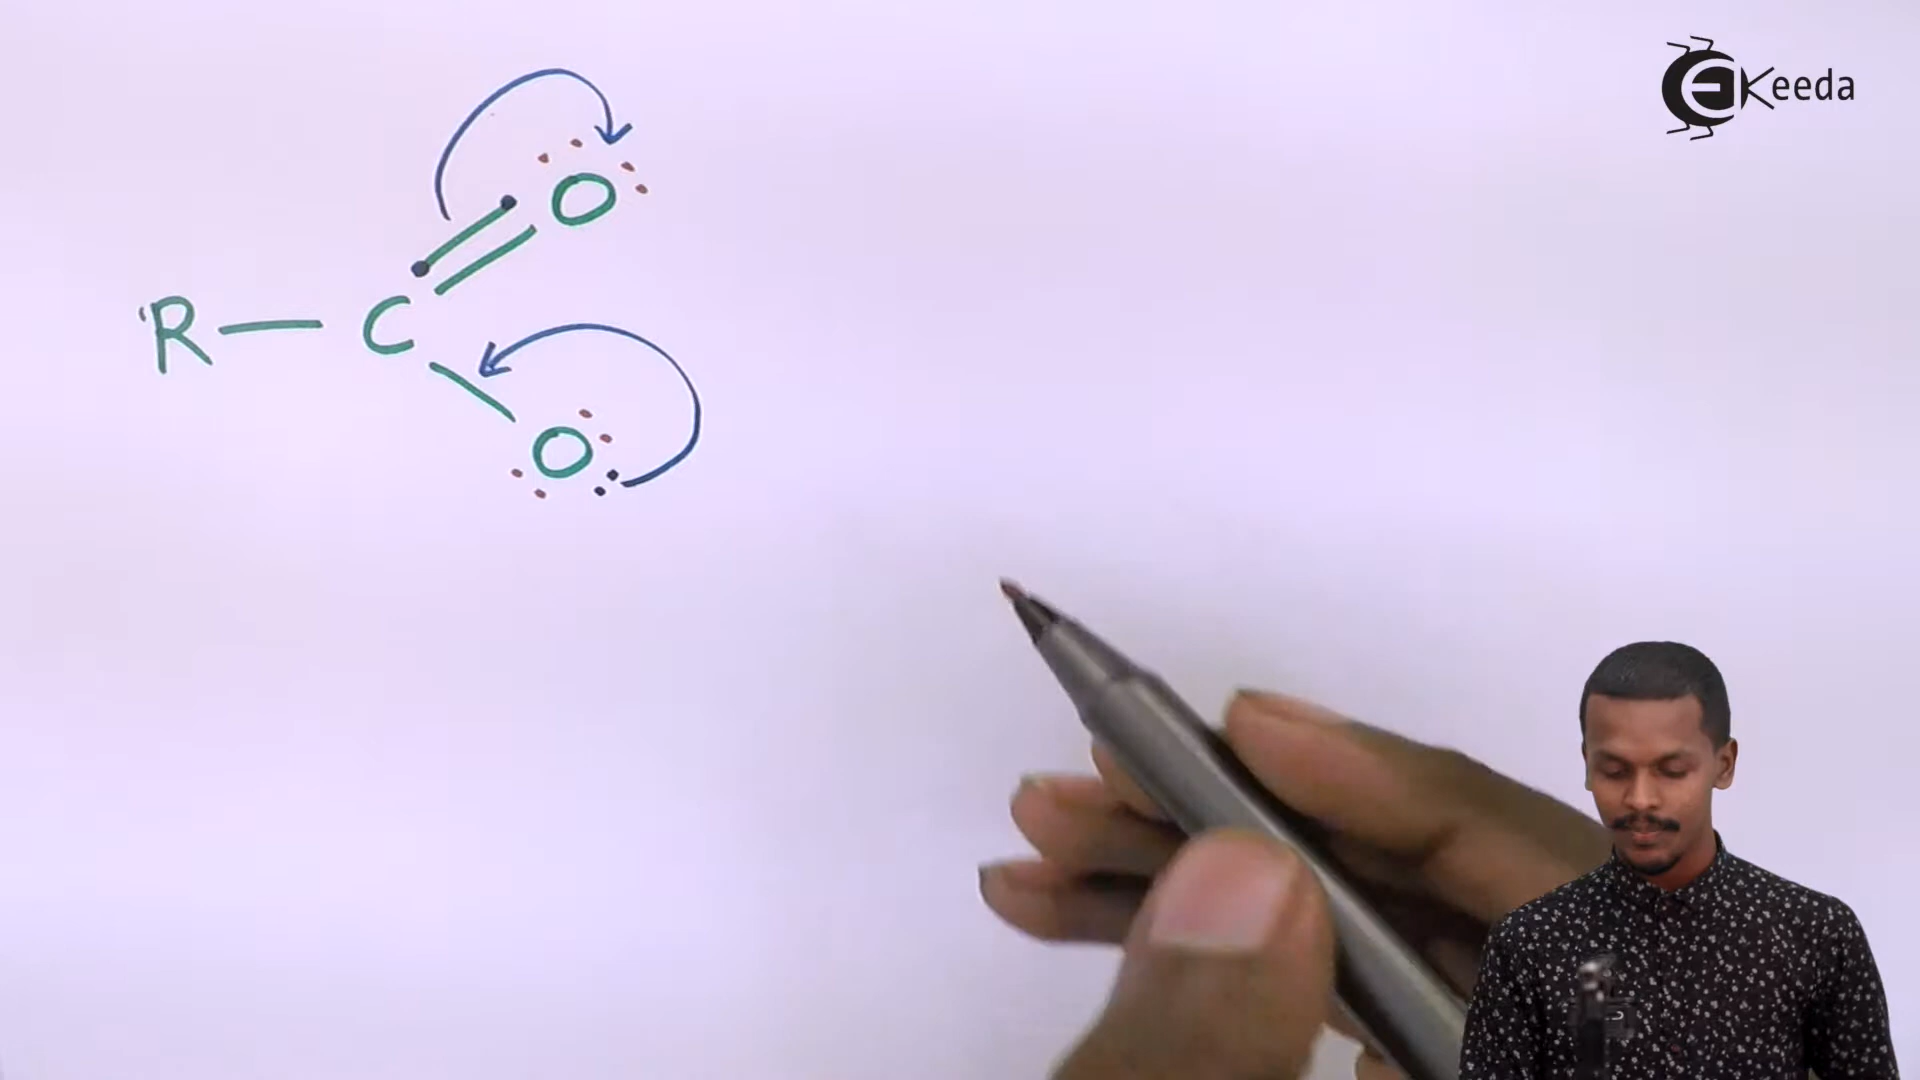 Ekeeda
O
R — C
O